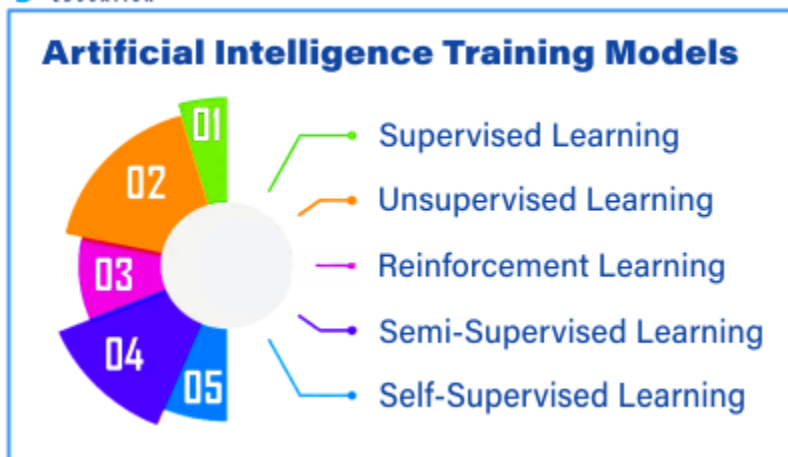 Artificial Intelligence Training Models
01
Supervised Learning
02
Unsupervised Learning
03
Reinforcement Learning
04
Semi-Supervised Learning
05
Self-Supervised Learning